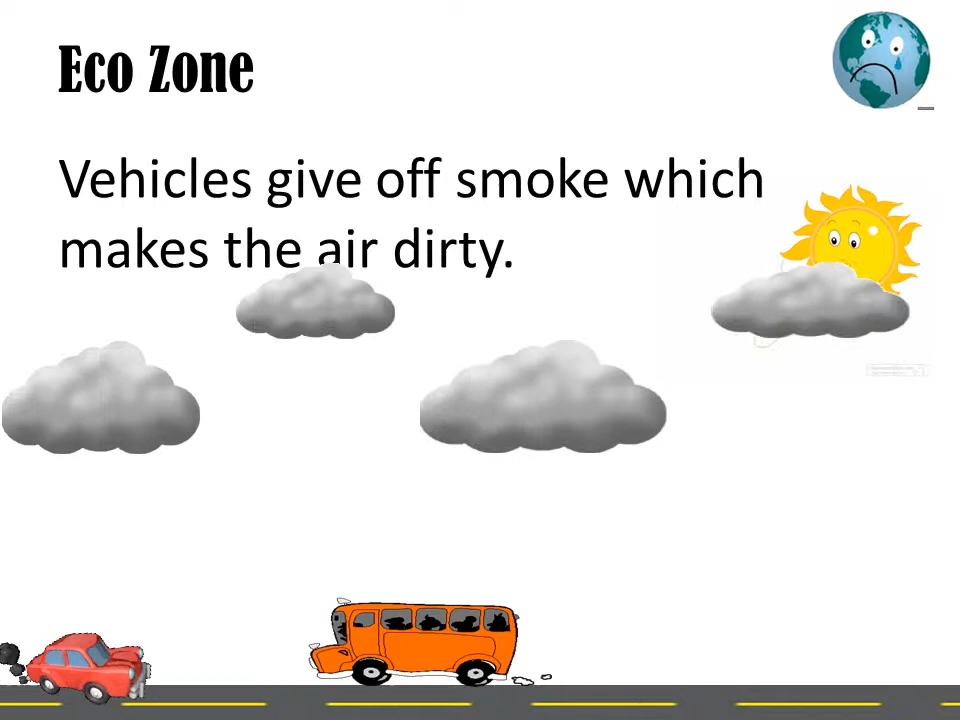 Eco Zone
Vehicles give off smoke which
makes the air dirty.